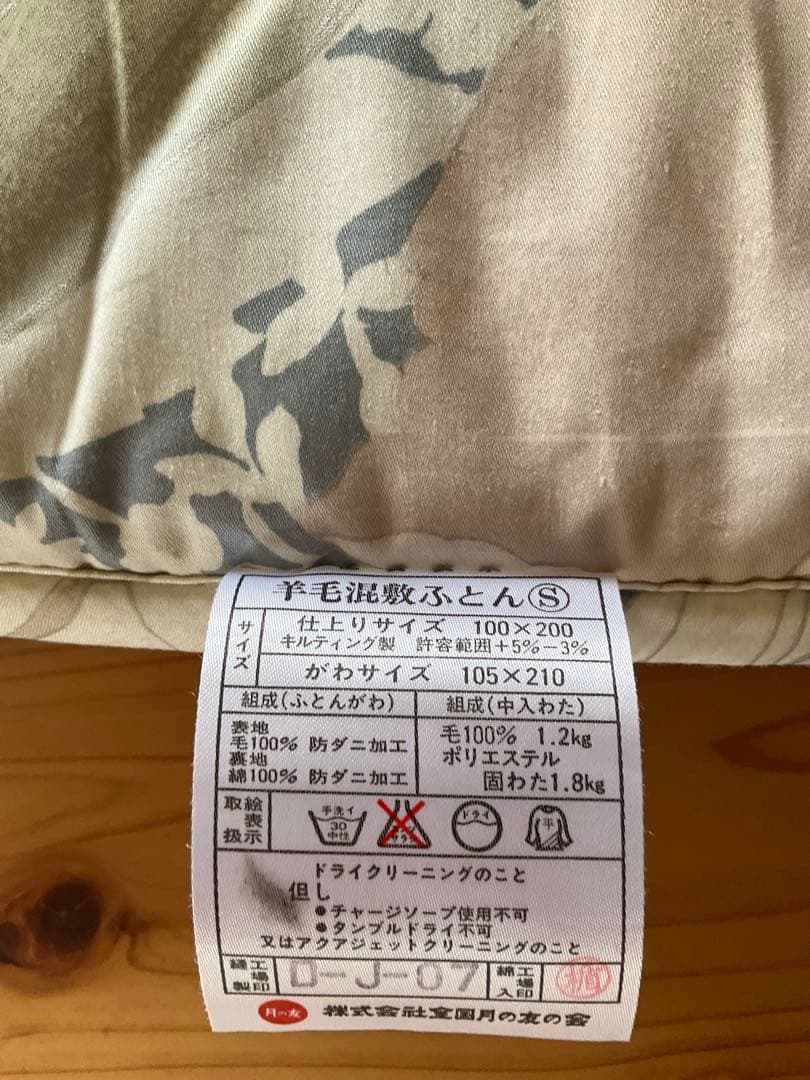 羊毛混敷ふとんⓈ
サイズ
仕上りサイズ 100×200
キルティング製 許容範囲+5%−3%
がわサイズ 105×210
組成(ふとんがわ)
表地
毛100% 防ダニ加工
裏地
綿100% 防ダニ加工
組成(中入わた)
毛100% 1.2kg
ポリエステル
固わた1.8kg
取扱絵表示
手洗イ
30
中性
ドライ
平
ドライクリーニングのこと
但し
●チャージソープ使用不可
●タンブルドライ不可
又はアクアジェットクリーニングのこと
縫製工場印
D-J-07
綿入工場印
月の友
株式会社全国月の友の会